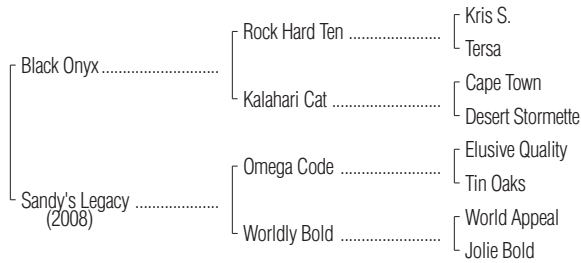 Kris S.
Rock Hard Ten ....................
Tersa
Black Onyx..........................
Cape Town
Kalahari Cat .......................
Desert Stormette
Elusive Quality
Omega Code ......................
Tin Oaks
Sandy's Legacy ..................
(2008)
World Appeal
Worldly Bold ......................
Jolie Bold